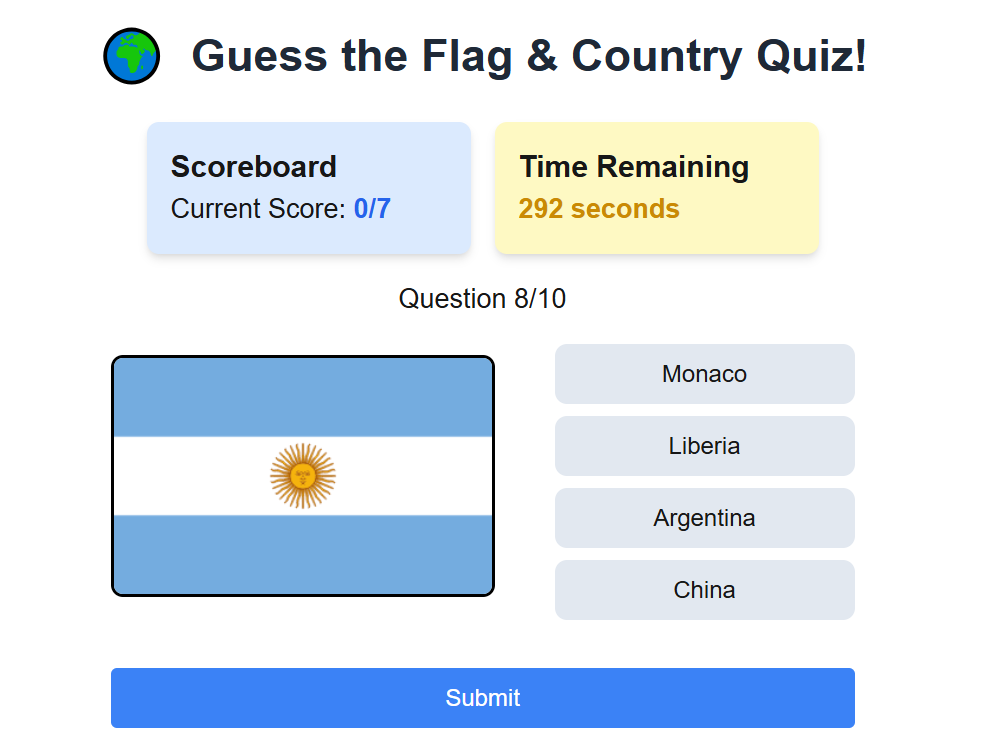 Guess the Flag & Country Quiz!
Scoreboard
Current Score: 0/7
Time Remaining
292 seconds
Question 8/10
Monaco
Liberia
Argentina
China
Submit